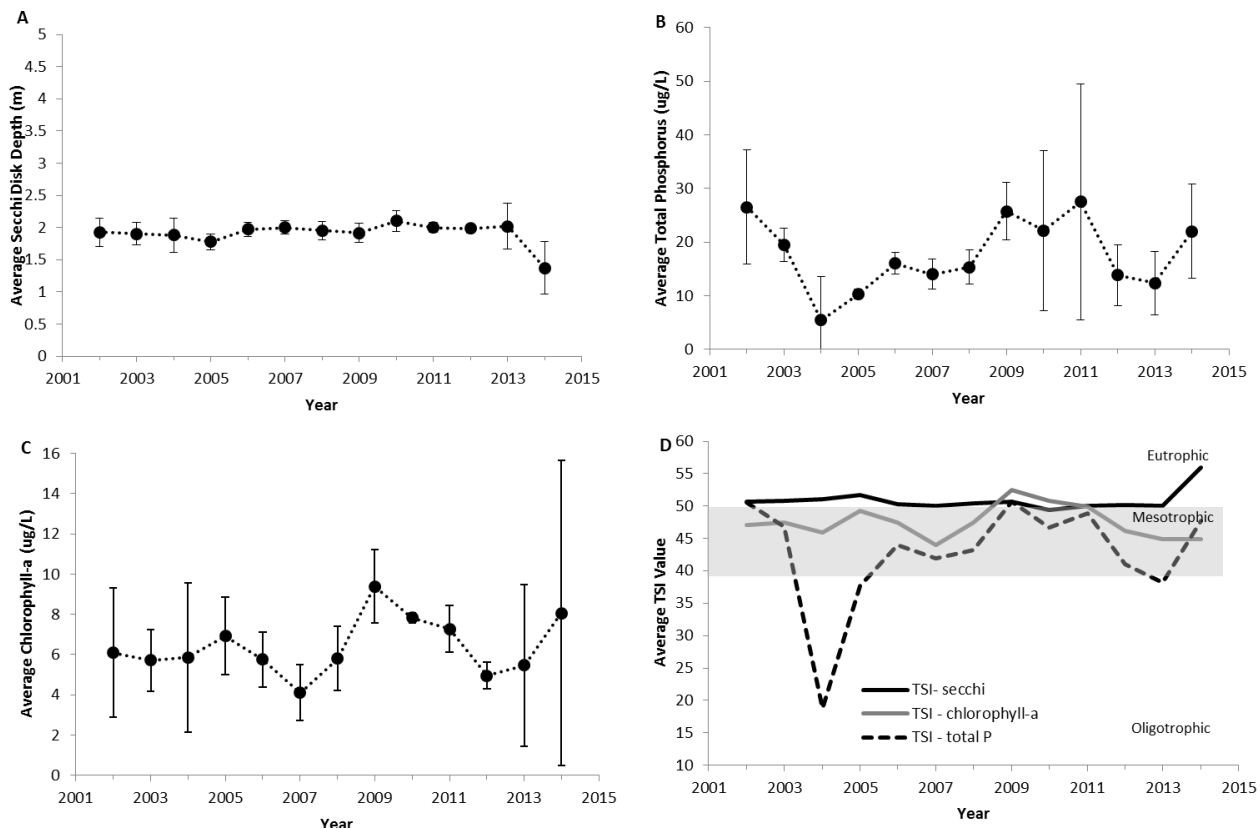 A
Average Secchi Disk Depth (m)
5
4.5
4
3.5
3
2.5
2
1.5
1
0.5
0
2001 2003 2005 2007 2009 2011 2013 2015
Year
B
Average Total Phosphorus (ug/L)
60
50
40
30
20
10
0
2001 2003 2005 2007 2009 2011 2013 2015
Year
C
Average Chlorophyll-a (ug/L)
16
14
12
10
8
6
4
2
0
2001 2003 2005 2007 2009 2011 2013 2015
Year
D
Average TSI Value
60
55
50
45
40
35
30
25
20
15
10
Eutrophic
Mesotrophic
Oligotrophic
TSI- secchi
TSI - chlorophyll-a
TSI - total P
2001 2003 2005 2007 2009 2011 2013 2015
Year